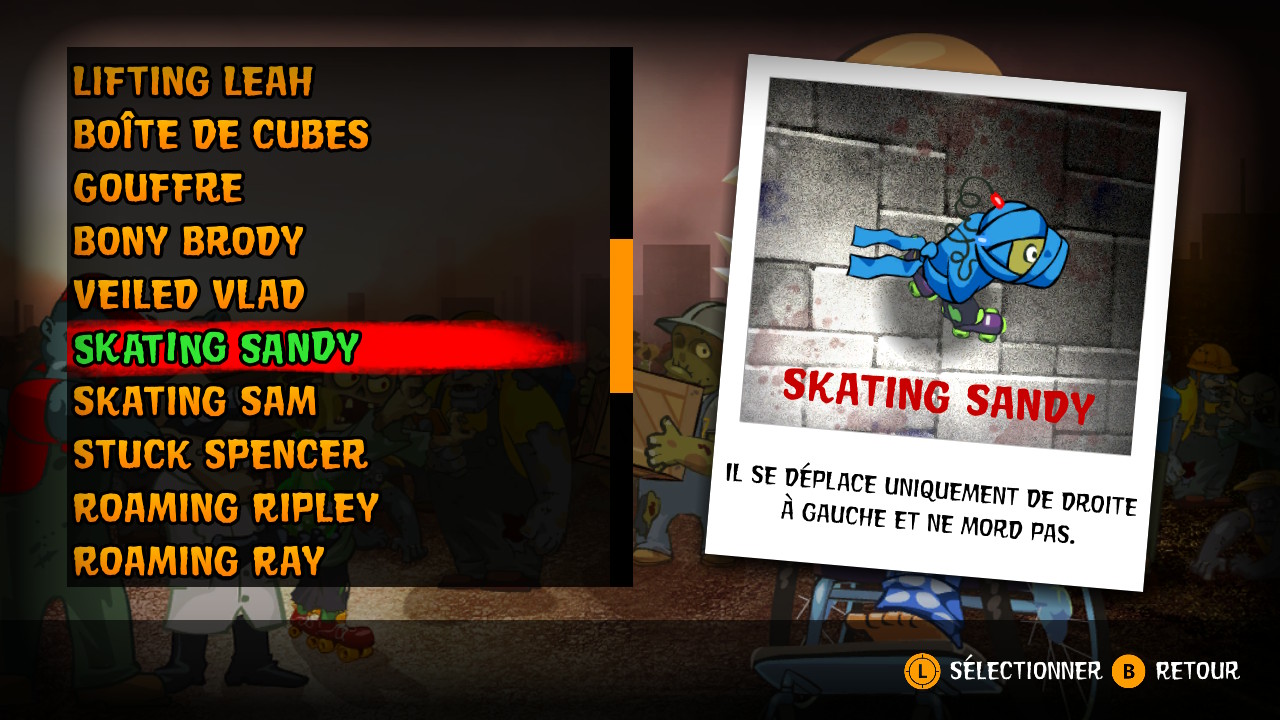 LIFTING LEAH
BOÎTE DE CUBES
GOUFFRE
BONY BRODY
VEILED VLAD
SKATING SANDY
SKATING SAM
STUCK SPENCER
ROAMING RIPLEY
ROAMING RAY
SKATING SANDY
IL SE DÉPLACE UNIQUEMENT DE DROITE
À GAUCHE ET NE MORD PAS.
L SÉLECTIONNER B RETOUR